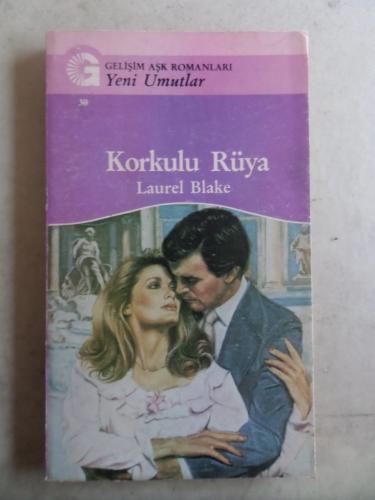 G
GELİŞİM AŞK ROMANLARI
Yeni Umutlar
30
Korkulu Rüya
Laurel Blake